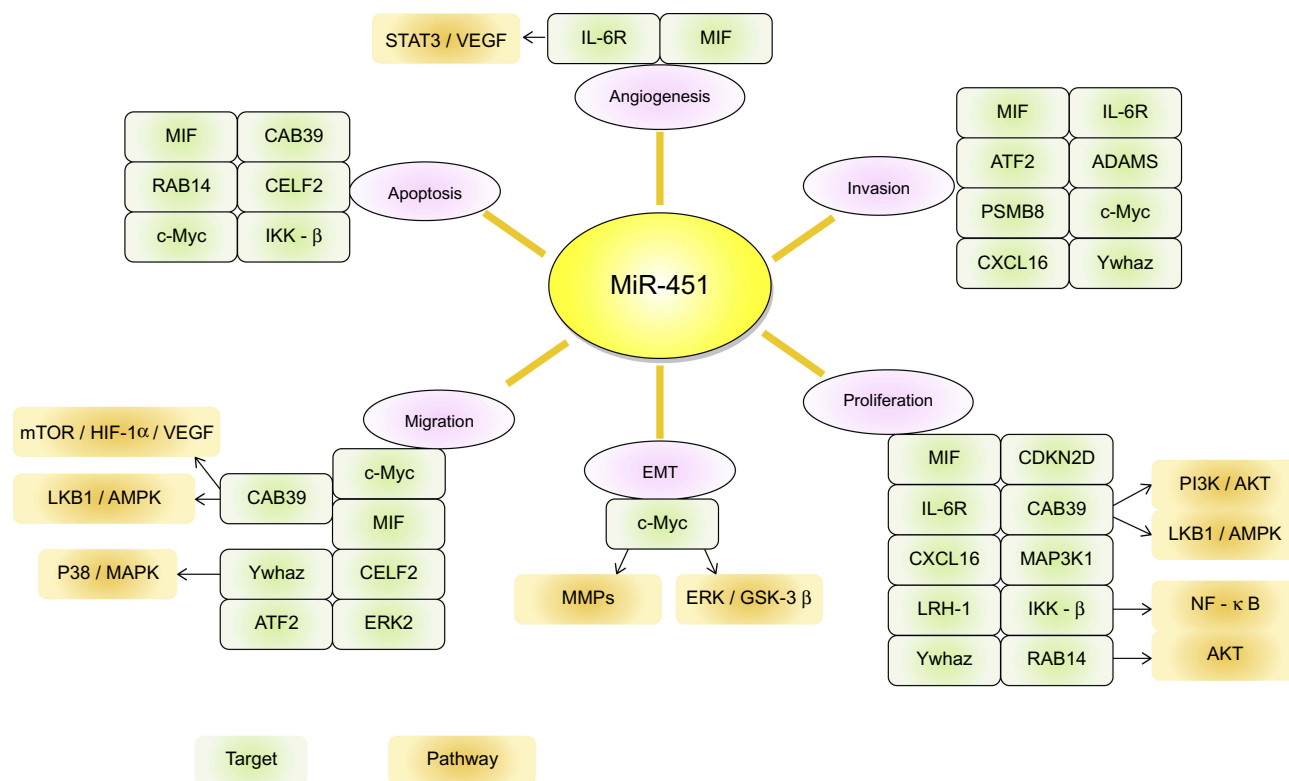 STAT3 / VEGF
IL-6R
MIF
Angiogenesis
MIF
CAB39
RAB14
CELF2
c-Myc
IKK - β
Apoptosis
Invasion
MIF
IL-6R
ATF2
ADAMS
PSMB8
c-Myc
CXCL16
Ywhaz
MiR-451
Migration
mTOR / HIF-1α / VEGF
LKB1 / AMPK
P38 / MAPK
c-Myc
CAB39
MIF
Ywhaz
CELF2
ATF2
ERK2
EMT
c-Myc
MMPs
ERK / GSK-3 β
Proliferation
MIF
CDKN2D
IL-6R
CAB39
CXCL16
MAP3K1
LRH-1
IKK - β
Ywhaz
RAB14
PI3K / AKT
LKB1 / AMPK
NF - κ B
AKT
Target
Pathway